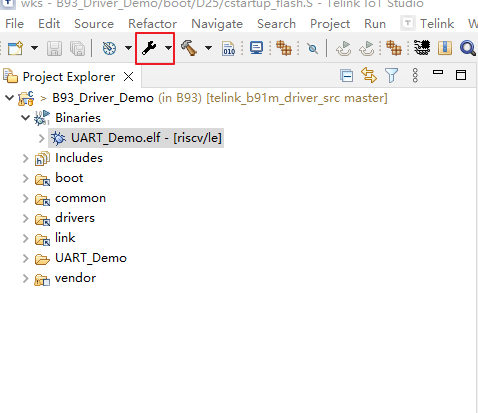 wks - B93_Driver_Demo/boot/D25/cstartup_flash.S - Telink IoT Studio
Edit Source Refactor Navigate Search Project Run Telink W
010
Project Explorer
> B93_Driver_Demo (in B93) [telink_b91m_driver_src master]
Binaries
UART_Demo.elf - [riscv/le]
Includes
boot
common
drivers
link
UART_Demo
vendor